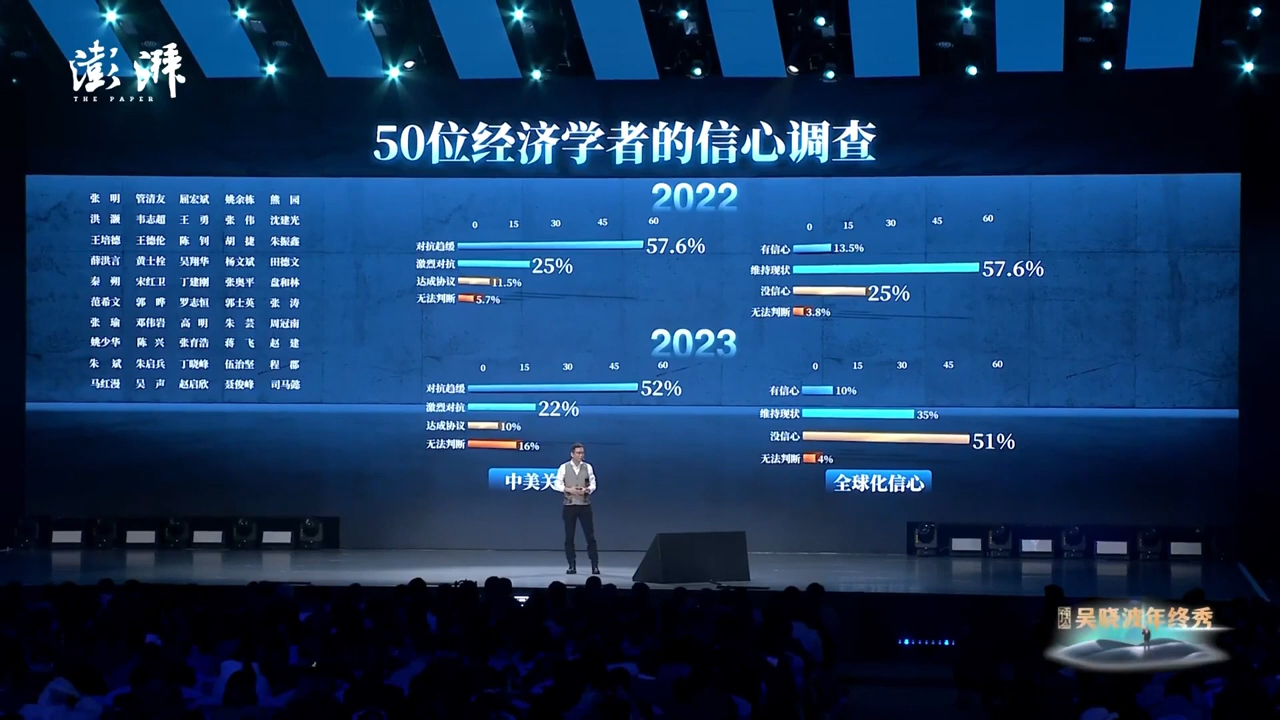 澎湃
THE PAPER
50位经济学者的信心调查
张 明 管清友 屈宏斌 姚余栋 熊 园
洪 灏 韦志超 王 勇 张 伟 沈建光
王培德 王德伦 陈 钊 胡 捷 朱振鑫
薛洪言 黄士栓 吴翔华 杨文斌 田德文
秦 朔 宋红卫 丁建刚 张奥平 盘和林
范希文 郭 晔 罗志恒 郭士英 张 涛
张 瑜 邓伟岩 高 明 朱 芸 周冠南
姚少华 陈 兴 张育浩 蒋 飞 赵 建
朱 斌 朱启兵 丁晓峰 伍治坚 程 郡
马红漫 吴 声 赵启欣 聂俊峰 司马懿
2022
0 15 30 45 60
对抗趋缓 57.6%
激烈对抗 25%
达成协议 11.5%
无法判断 5.7%
0 15 30 45 60
有信心 13.5%
维持现状 57.6%
没信心 25%
无法判断 3.8%
2023
0 15 30 45 60
对抗趋缓 52%
激烈对抗 22%
达成协议 10%
无法判断 16%
0 15 30 45 60
有信心 10%
维持现状 35%
没信心 51%
无法判断 4%
中美关
全球化信心
吴晓波年终秀